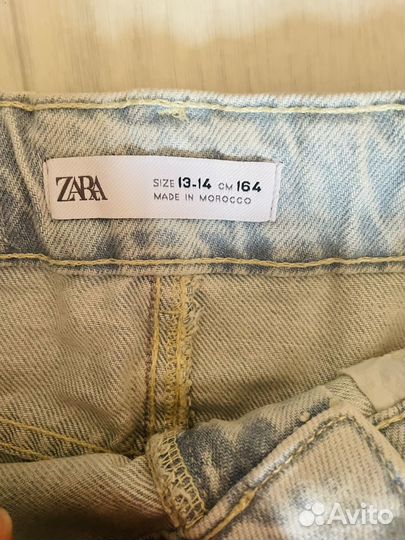 ZARA
SIZE 13-14 CM 164
MADE IN MOROCCO
Avito